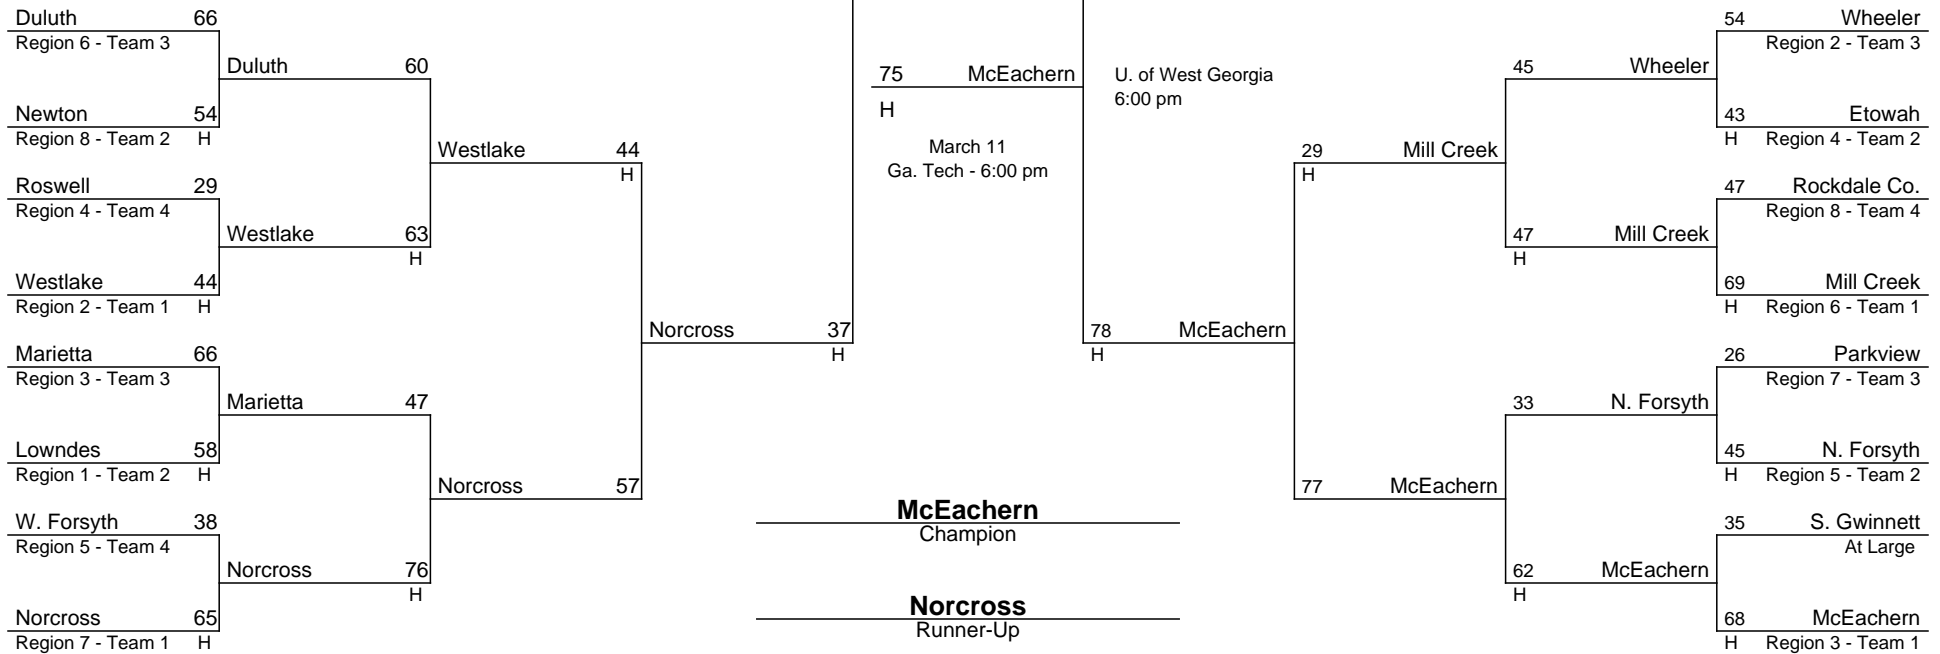 Duluth 66
Region 6 - Team 3
Duluth 60
Newton 54
Region 8 - Team 2 H
Westlake 44
H
Roswell 29
Region 4 - Team 4
Westlake 63
H
Westlake 44
Region 2 - Team 1 H
Norcross 37
H
Marietta 66
Region 3 - Team 3
Marietta 47
Lowndes 58
Region 1 - Team 2 H
Norcross 57
W. Forsyth 38
Region 5 - Team 4
Norcross 76
H
Norcross 65
Region 7 - Team 1 H
75 McEachern
H
March 11
Ga. Tech - 6:00 pm
U. of West Georgia
6:00 pm
McEachern
Champion
Norcross
Runner-Up
54 Wheeler
Region 2 - Team 3
45 Wheeler
43 Etowah
H Region 4 - Team 2
29 Mill Creek
H
47 Rockdale Co.
Region 8 - Team 4
47 Mill Creek
H
69 Mill Creek
H Region 6 - Team 1
78 McEachern
H
26 Parkview
Region 7 - Team 3
33 N. Forsyth
45 N. Forsyth
H Region 5 - Team 2
77 McEachern
35 S. Gwinnett
At Large
62 McEachern
H
68 McEachern
H Region 3 - Team 1